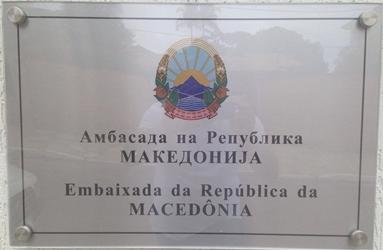 Амбасада на Република
МАКЕДОНИЈА
Embaixada da República da
MACEDÔNIA